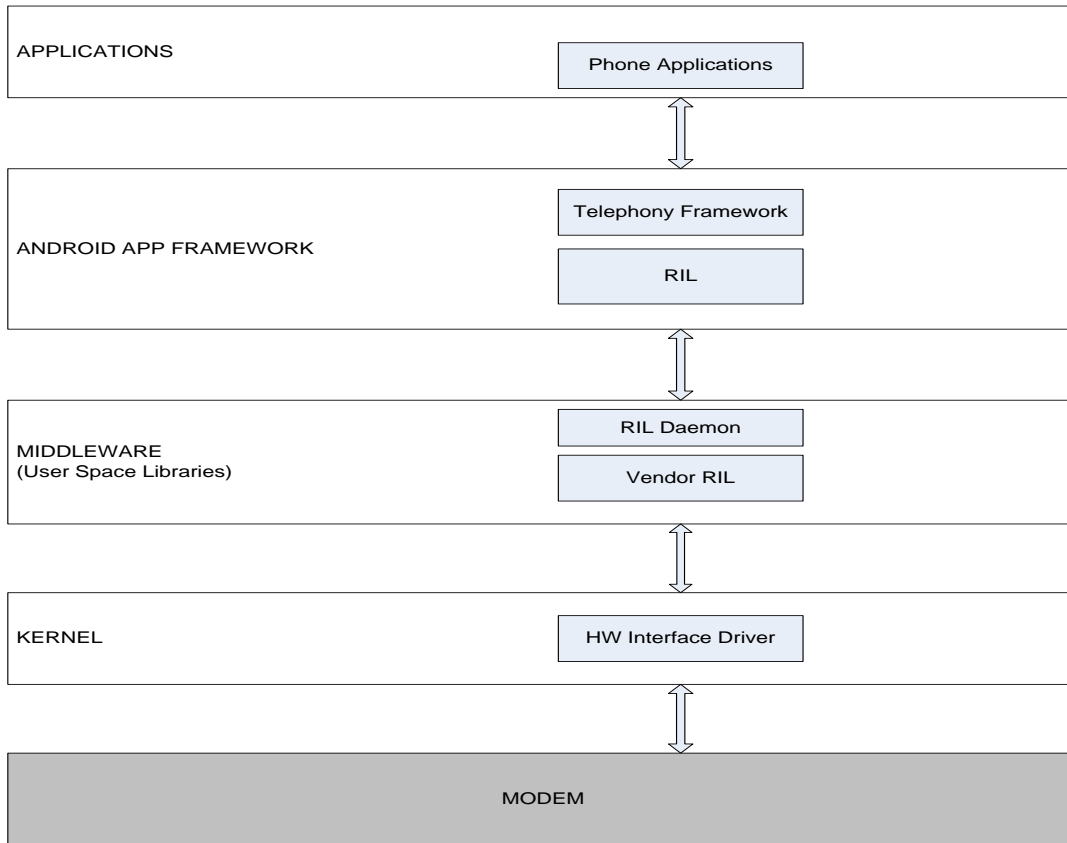 APPLICATIONS
Phone Applications
Telephony Framework
ANDROID APP FRAMEWORK
RIL
RIL Daemon
MIDDLEWARE
(User Space Libraries)
Vendor RIL
KERNEL
HW Interface Driver
MODEM